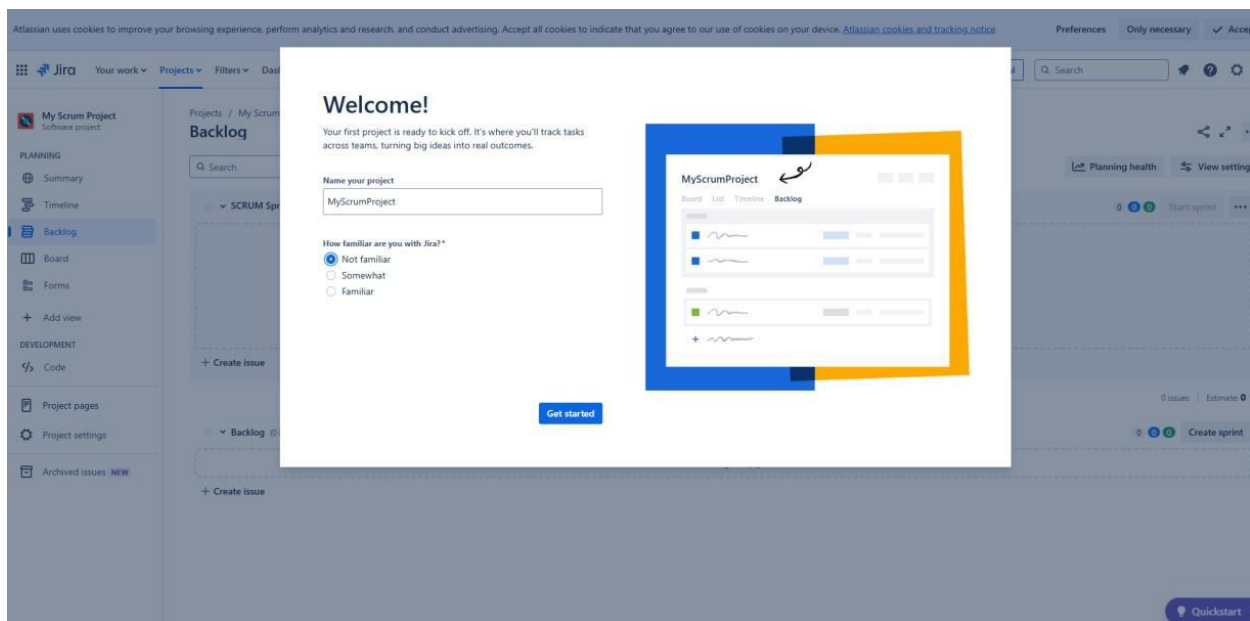 Atlassian uses cookies to improve your browsing experience, perform analytics and research, and conduct advertising. Accept all cookies to indicate that you agree to our use of cookies on your device. Atlassian cookies and tracking notice
Preferences
Only necessary
Accep
Jira
Your work
Projects
Filters
Dasl
Search
My Scrum Project
Software project
PLANNING
Summary
Timeline
Backlog
Board
Forms
Add view
DEVELOPMENT
Code
Project pages
Project settings
Archived issues NEW
Projects / My Scrum
Backlog
Search
Planning health
View setting
SCRUM Spr
0 0 0 Start sprint
+ Create issue
0 issues Estimate: 0
Backlog
0 0 0 Create sprint
+ Create issue
Quickstart
Welcome!
Your first project is ready to kick off. It's where you'll track tasks
across teams, turning big ideas into real outcomes.
Name your project
MyScrumProject
How familiar are you with Jira? *
Not familiar
Somewhat
Familiar
Get started
MyScrumProject
Board List Timeline Backlog